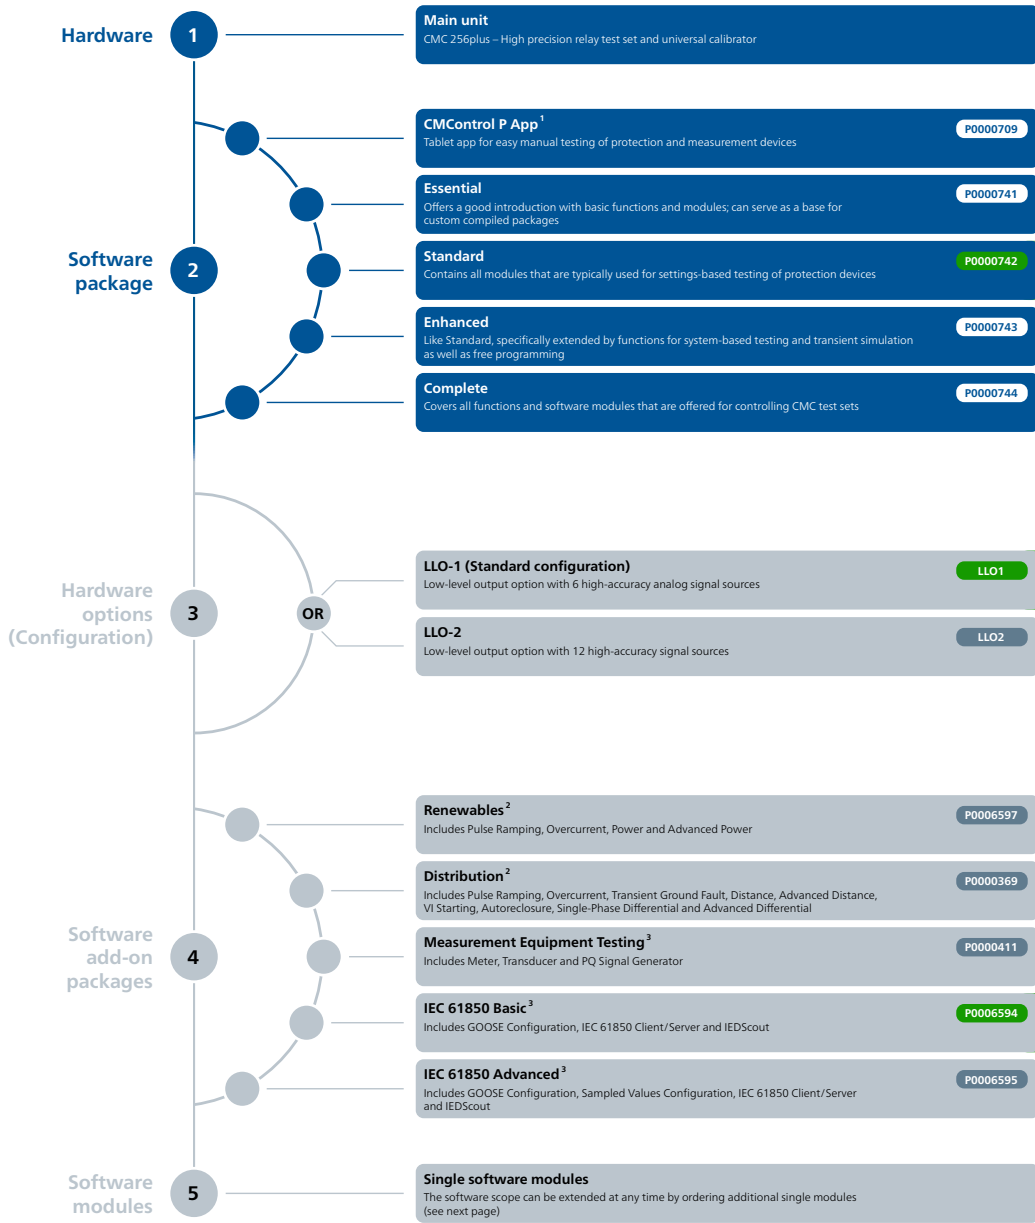 Hardware
1
Main unit
CMC 256plus – High precision relay test set and universal calibrator
CMControl P App¹
Tablet app for easy manual testing of protection and measurement devices
P0000709
Essential
Offers a good introduction with basic functions and modules; can serve as a base for
custom compiled packages
P0000741
Software
package
2
Standard
Contains all modules that are typically used for settings-based testing of protection devices
P0000742
Enhanced
Like Standard, specifically extended by functions for system-based testing and transient simulation
as well as free programming
P0000743
Complete
Covers all functions and software modules that are offered for controlling CMC test sets
P0000744
Hardware
options
(Configuration)
3
OR
LLO-1 (Standard configuration)
Low-level output option with 6 high-accuracy analog signal sources
LLO1
LLO-2
Low-level output option with 12 high-accuracy signal sources
LLO2
Renewables²
Includes Pulse Ramping, Overcurrent, Power and Advanced Power
P0006597
Distribution²
Includes Pulse Ramping, Overcurrent, Transient Ground Fault, Distance, Advanced Distance,
VI Starting, Autoreclosure, Single-Phase Differential and Advanced Differential
P0000369
Software
add-on
packages
4
Measurement Equipment Testing³
Includes Meter, Transducer and PQ Signal Generator
P0000411
IEC 61850 Basic³
Includes GOOSE Configuration, IEC 61850 Client/Server and IEDScout
P0006594
IEC 61850 Advanced³
Includes GOOSE Configuration, Sampled Values Configuration, IEC 61850 Client/Server
and IEDScout
P0006595
Software
modules
5
Single software modules
The software scope can be extended at any time by ordering additional single modules
(see next page)